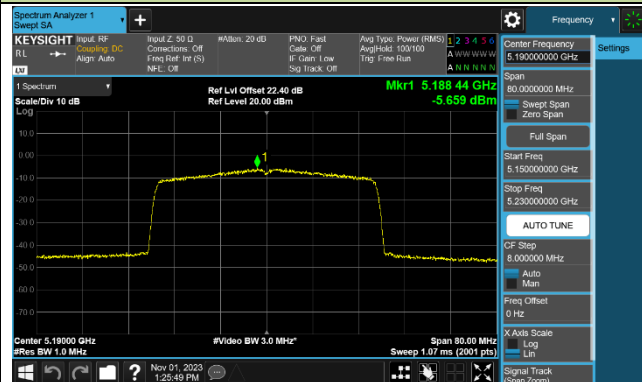 Spectrum Analyzer 1
Swept SA
+
Frequency
KEYSIGHT
RL
LXI
Input: RF
Coupling: DC
Align: Auto
Input Z: 50 Ω
Corrections: Off
Freq Ref: Int (S)
NFE: Off
#Atten: 20 dB
PNO: Fast
Gate: Off
IF Gain: Low
Sig Track: Off
Avg Type: Power (RMS)
Avg|Hold: 100/100
Trig: Free Run
1 2 3 4 5 6
A W W W W W
A N N N N N
1 Spectrum
Scale/Div 10 dB
Log
Ref Lvl Offset 22.40 dB
Ref Level 20.00 dBm
Mkr1 5.188 44 GHz
-5.659 dBm
10.0
0.00
-10.0
-20.0
-30.0
-40.0
-50.0
-60.0
-70.0
1
Center 5.19000 GHz
#Res BW 1.0 MHz
#Video BW 3.0 MHz*
Span 80.00 MHz
Sweep 1.07 ms (2001 pts)
Nov 01, 2023
1:25:49 PM
Center Frequency
5.19000000 GHz
Settings
Span
80.0000000 MHz
Swept Span
Zero Span
Full Span
Start Freq
5.15000000 GHz
Stop Freq
5.23000000 GHz
AUTO TUNE
CF Step
8.000000 MHz
Auto
Man
Freq Offset
0 Hz
X Axis Scale
Log
Lin
Signal Track
(Span Zoom)